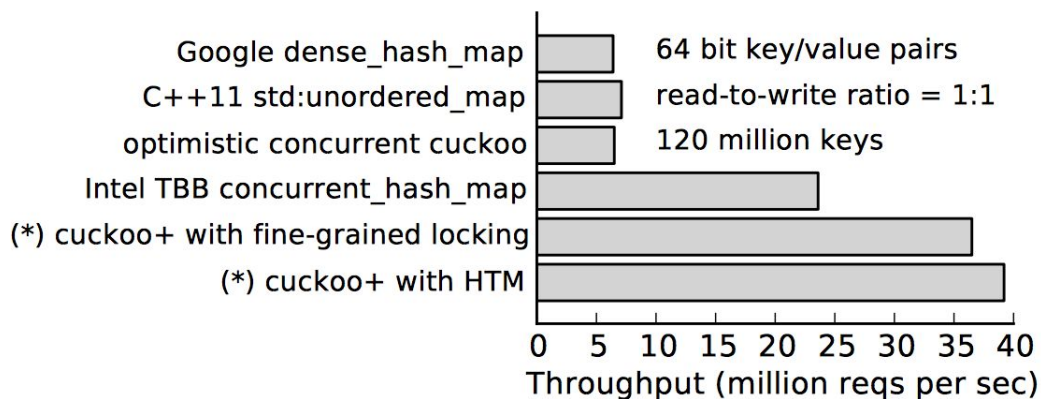 Google dense_hash_map
64 bit key/value pairs
C++11 std:unordered_map
read-to-write ratio = 1:1
optimistic concurrent cuckoo
120 million keys
Intel TBB concurrent_hash_map
(*) cuckoo+ with fine-grained locking
(*) cuckoo+ with HTM
0 5 10 15 20 25 30 35 40
Throughput (million reqs per sec)